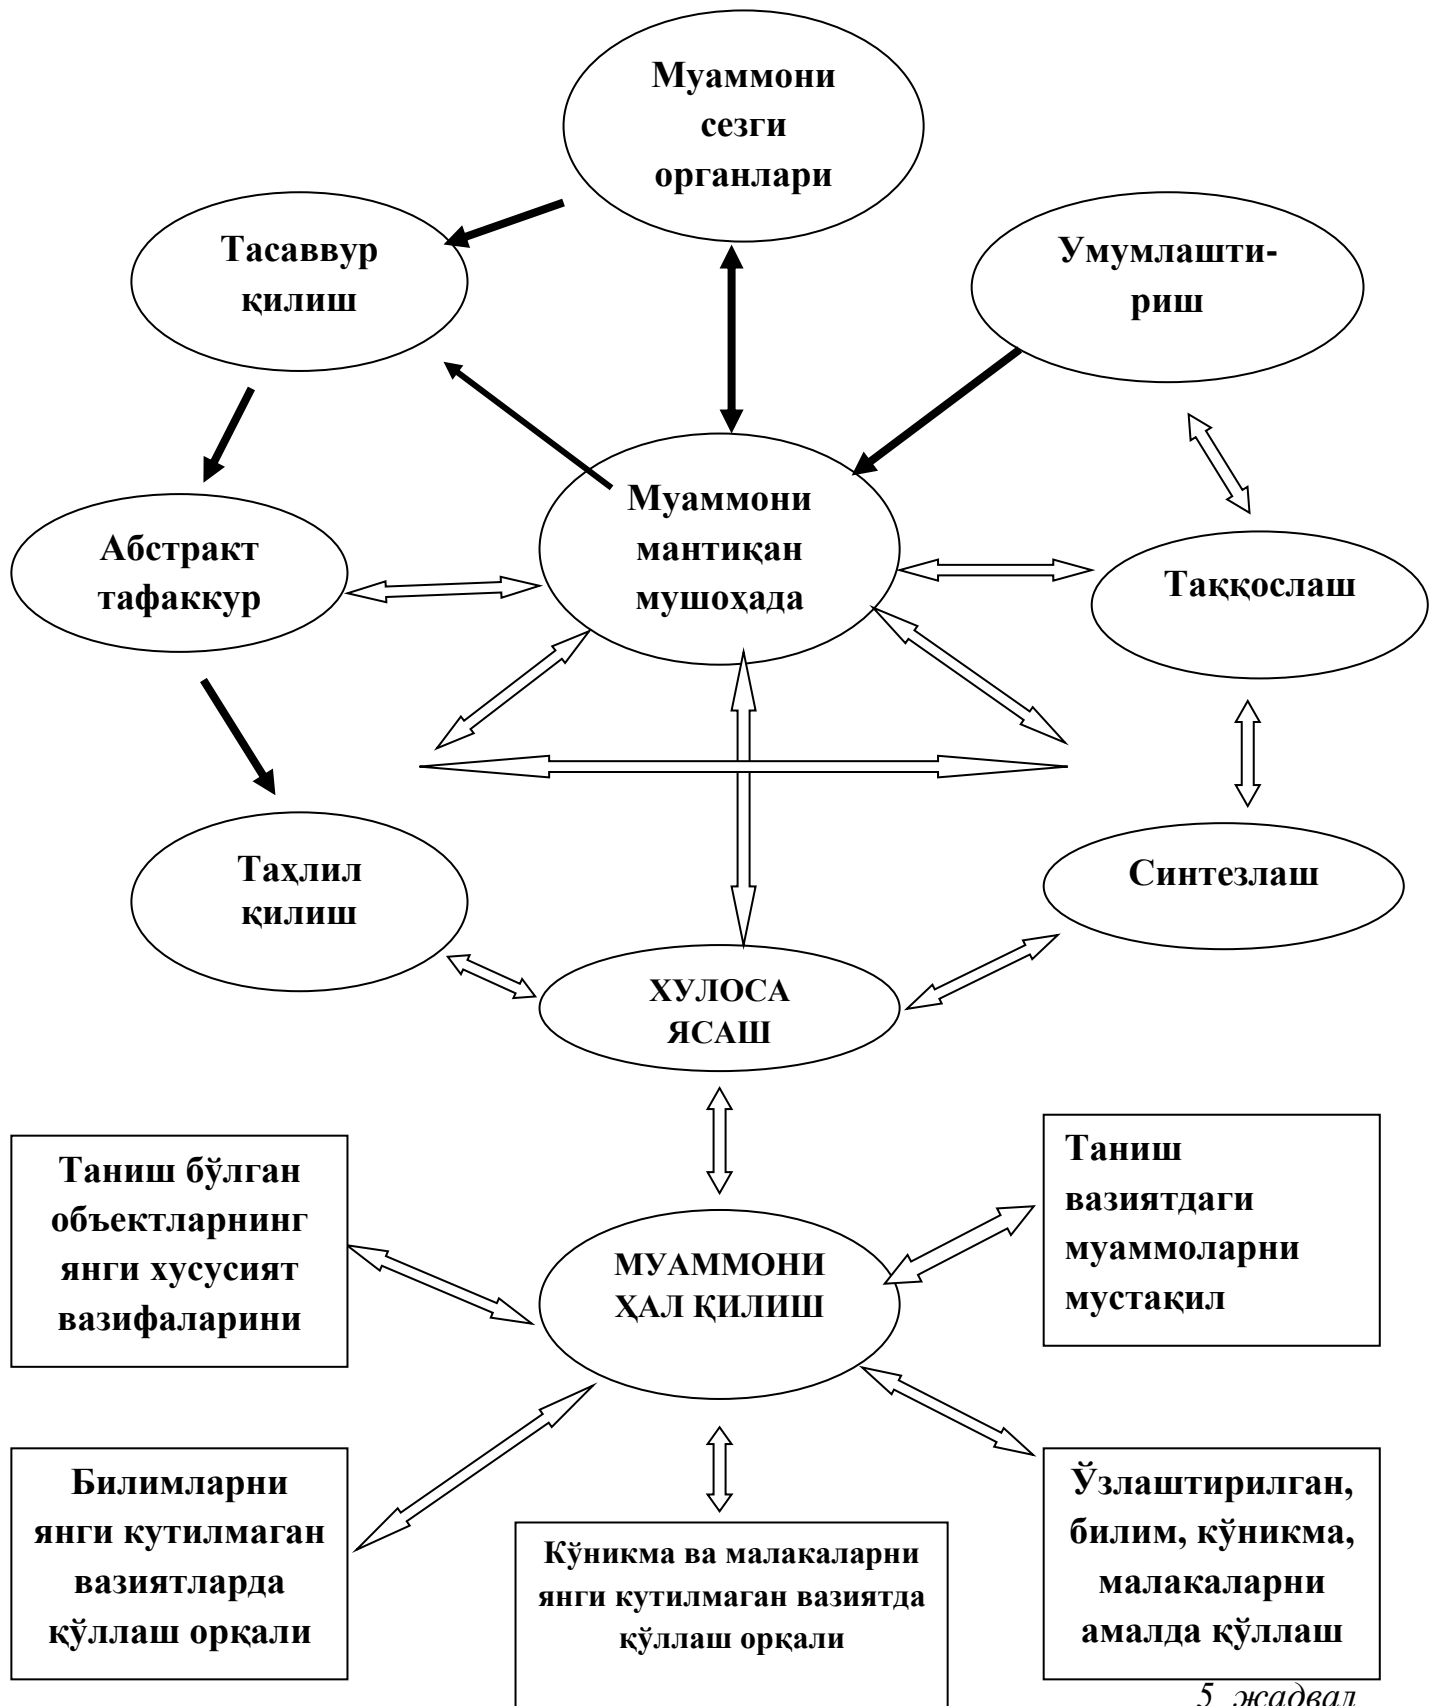 Муаммони
сезги
органлари
Тасаввур
қилиш
Умумлашти-
риш
Муаммони
мантиқан
мушоҳада
Абстракт
тафаккур
Таққослаш
Таҳлил
қилиш
Синтезлаш
ХУЛОСА
ЯСАШ
Таниш бўлган
объектларнинг
янги хусусият
вазифаларини
МУАММОНИ
ҲАЛ ҚИЛИШ
Таниш
вазиятдаги
муаммоларни
мустақил
Билимларни
янги кутилмаган
вазиятларда
қўллаш орқали
Кўникма ва малакаларни
янги кутилмаган вазиятда
қўллаш орқали
Ўзлаштирилган,
билим, кўникма,
малакаларни
амалда қўллаш
5 жадвал